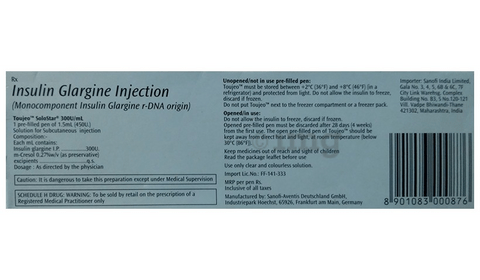 Rx
Insulin Glargine Injection
(Monocomponent Insulin Glargine r-DNA origin)
Toujeo™ SoloStar® 300U/mL
1 pre-filled pen of 1.5mL (450I.U)
Solution for Subcutaneous injection
Composition:-
Each mL contains:
Insulin glargine I.P ............... 300U.
m-Cresol 0.27%w/v (as preservative)
excipients .......................q.s.
Dosage: As directed by the physician
Caution: It is dangerous to take this preparation except under Medical Supervision
SCHEDULE H DRUG: WARNING: To be sold by retail on the prescription of a
Registered Medical Practitioner only
Unopened/not in use pre-filled pen:
Toujeo™ must be stored between +2°C (36°F) and +8°C (46°F) (in a
refrigerator) and protected from light. Do not allow the insulin to freeze,
discard if frozen.
Do not put Toujeo™ next to the freezer compartment or a freezer pack.
Opened/in use pen:
Do not allow the insulin to freeze, discard if frozen.
Opened pre-filled pen must be discarded after 28 days (4 weeks)
from the first use. The open pen of Toujeo™ should be
kept away from direct heat and light, at room temperature (below
30°C (86°F).
Keep medicines out of reach and sight of children
Read the package leaflet before use
Use only clear and colourless solution.
Import Lic.No.: FF-141-333
MRP per pen Rs.
Inclusive of all taxes
Manufactured by: Sanofi-Aventis Deutschland GmbH,
Industriepark Hoechst, 65926, Frankfurt am Main, Germany
Importer: Sanofi India Limited,
Gala No. 3, 4, 5, 6B & 6C, 7F
City Link Warehsg. Complex
Building No. B3, S No 120-121
Vill. Vadpe Bhiwandi-Thane
421302, Maharashtra, India
8 901083 000876